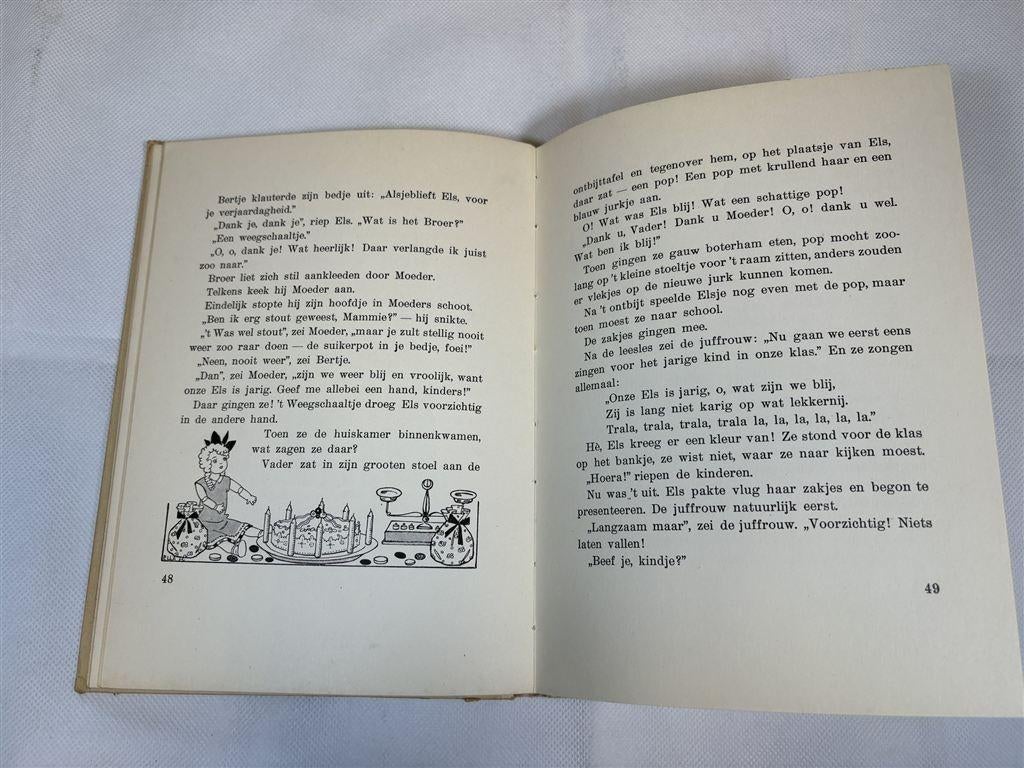 Bertje klauterde zijn bedje uit: „Alsjeblieft Els, voor
je verjaardagheid.”
„Dank je, dank je”, riep Els. „Wat is het Broer?”
„Een weegschaaltje.”
„O, o, dank je! Wat heerlijk! Daar verlangde ik juist
zoo naar.”
Broer liet zich stil aankleeden door Moeder.
Telkens keek hij Moeder aan.
Eindelijk stopte hij zijn hoofdje in Moeders schoot.
„Ben ik erg stout geweest, Mammie?” — hij snikte.
„'t Was wel stout”, zei Moeder, „maar je zult stellig nooit
weer zoo raar doen — de suikerpot in je bedje, foei!”
„Neen, nooit weer”, zei Bertje.
„Dan”, zei Moeder, „zijn we weer blij en vroolijk, want
onze Els is jarig. Geef me allebei een hand, kinders!”
Daar gingen ze! 't Weegschaaltje droeg Els voorzichtig
in de andere hand.
Toen ze de huiskamer binnenkwamen,
wat zagen ze daar?
Vader zat in zijn grooten stoel aan de
48
ontbijttafel en tegenover hem, op het plaatsje van Els,
daar zat — een pop! Een pop met krullend haar en een
blauw jurkje aan.
O! Wat was Els blij! Wat een schattige pop!
„Dank u, Vader! Dank u Moeder! O, o! dank u wel.
Wat ben ik blij!”
Toen gingen ze gauw boterham eten, pop mocht zoo-
lang op 't kleine stoeltje voor 't raam zitten, anders zouden
er vlekjes op de nieuwe jurk kunnen komen.
Na 't ontbijt speelde Elsje nog even met de pop, maar
toen moest ze naar school.
De zakjes gingen mee.
Na de leesles zei de juffrouw: „Nu gaan we eerst eens
zingen voor het jarige kind in onze klas.” En ze zongen
allemaal:
„Onze Els is jarig, o, wat zijn we blij,
Zij is lang niet karig op wat lekkernij.
Trala, trala, trala, trala la, la, la, la, la, la.”
Hè, Els kreeg er een kleur van! Ze stond voor de klas
op het bankje, ze wist niet, waar ze naar kijken moest.
„Hoera!” riepen de kinderen.
Nu was 't uit. Els pakte vlug haar zakjes en begon te
presenteeren. De juffrouw natuurlijk eerst.
„Langzaam maar”, zei de juffrouw. „Voorzichtig! Niets
laten vallen!
„Beef je, kindje?”
49